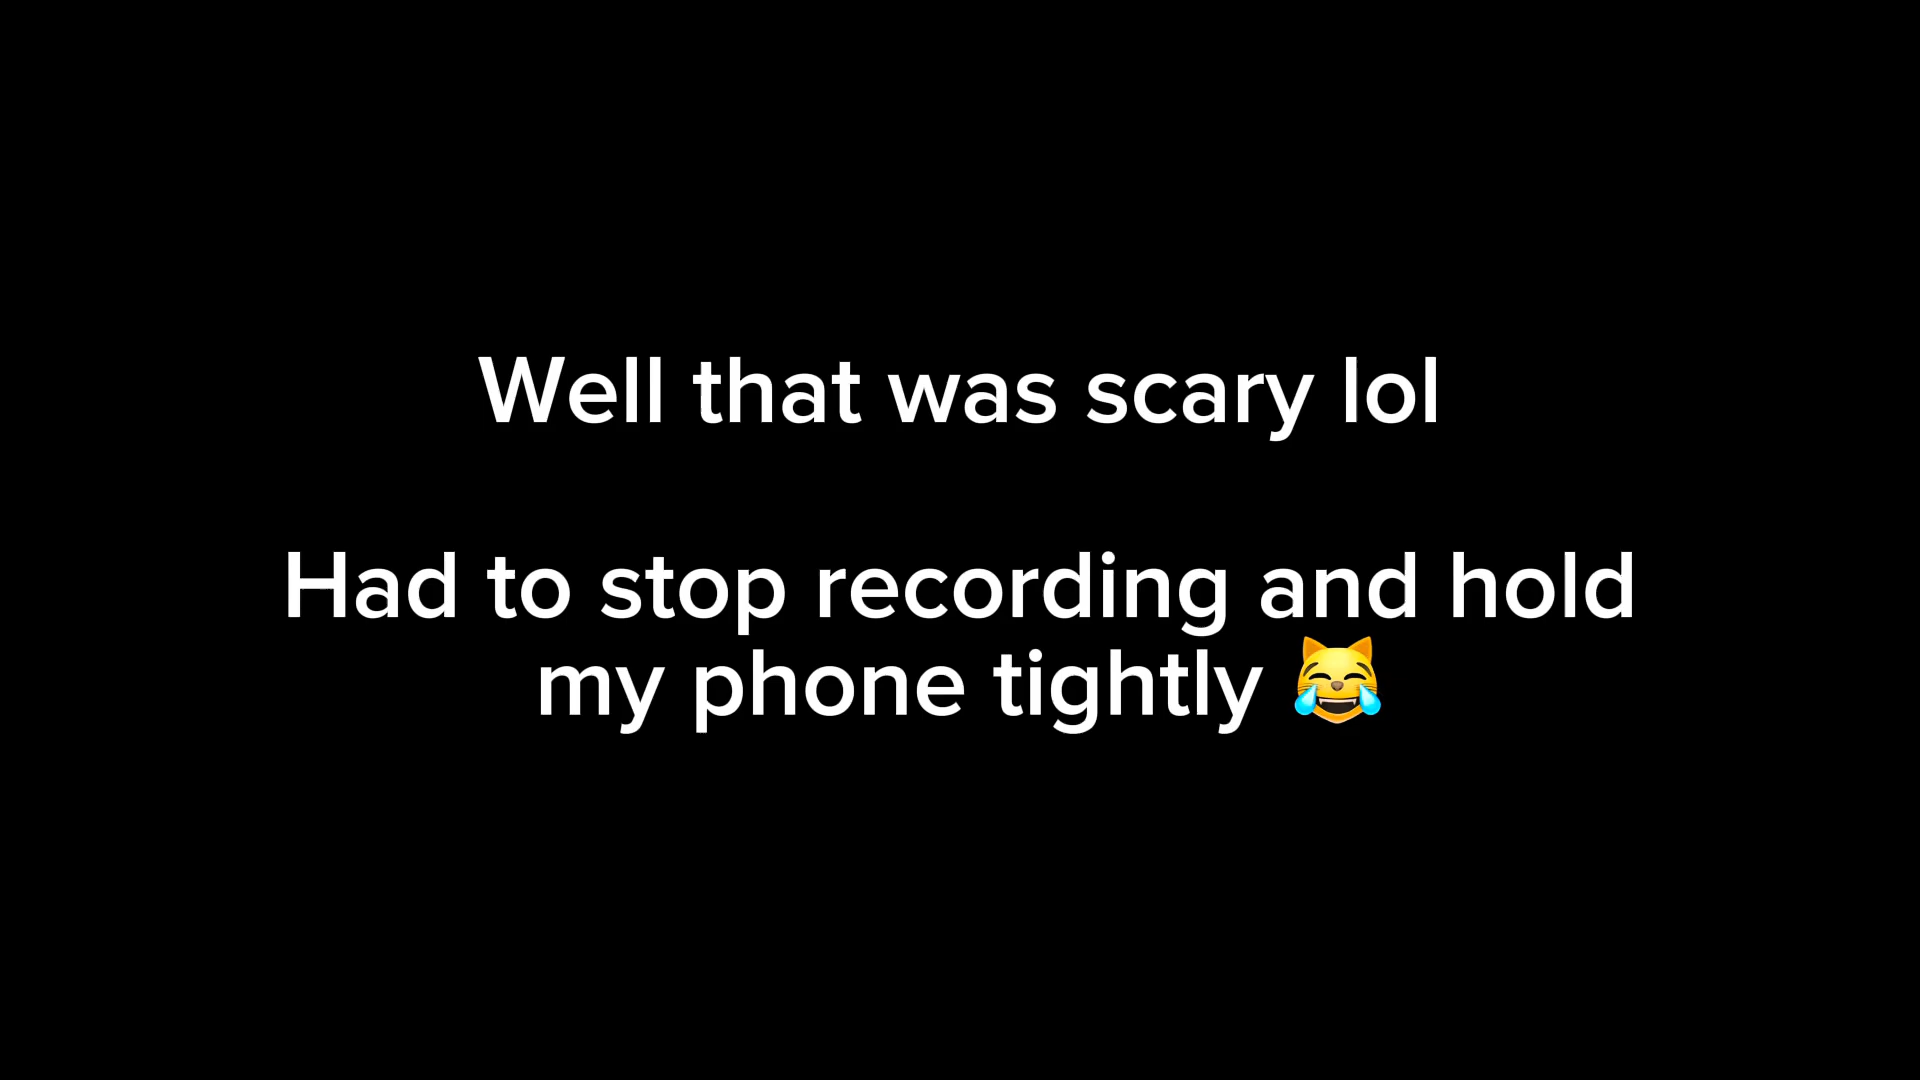 Well that was scary lol
Had to stop recording and hold
my phone tightly 😹